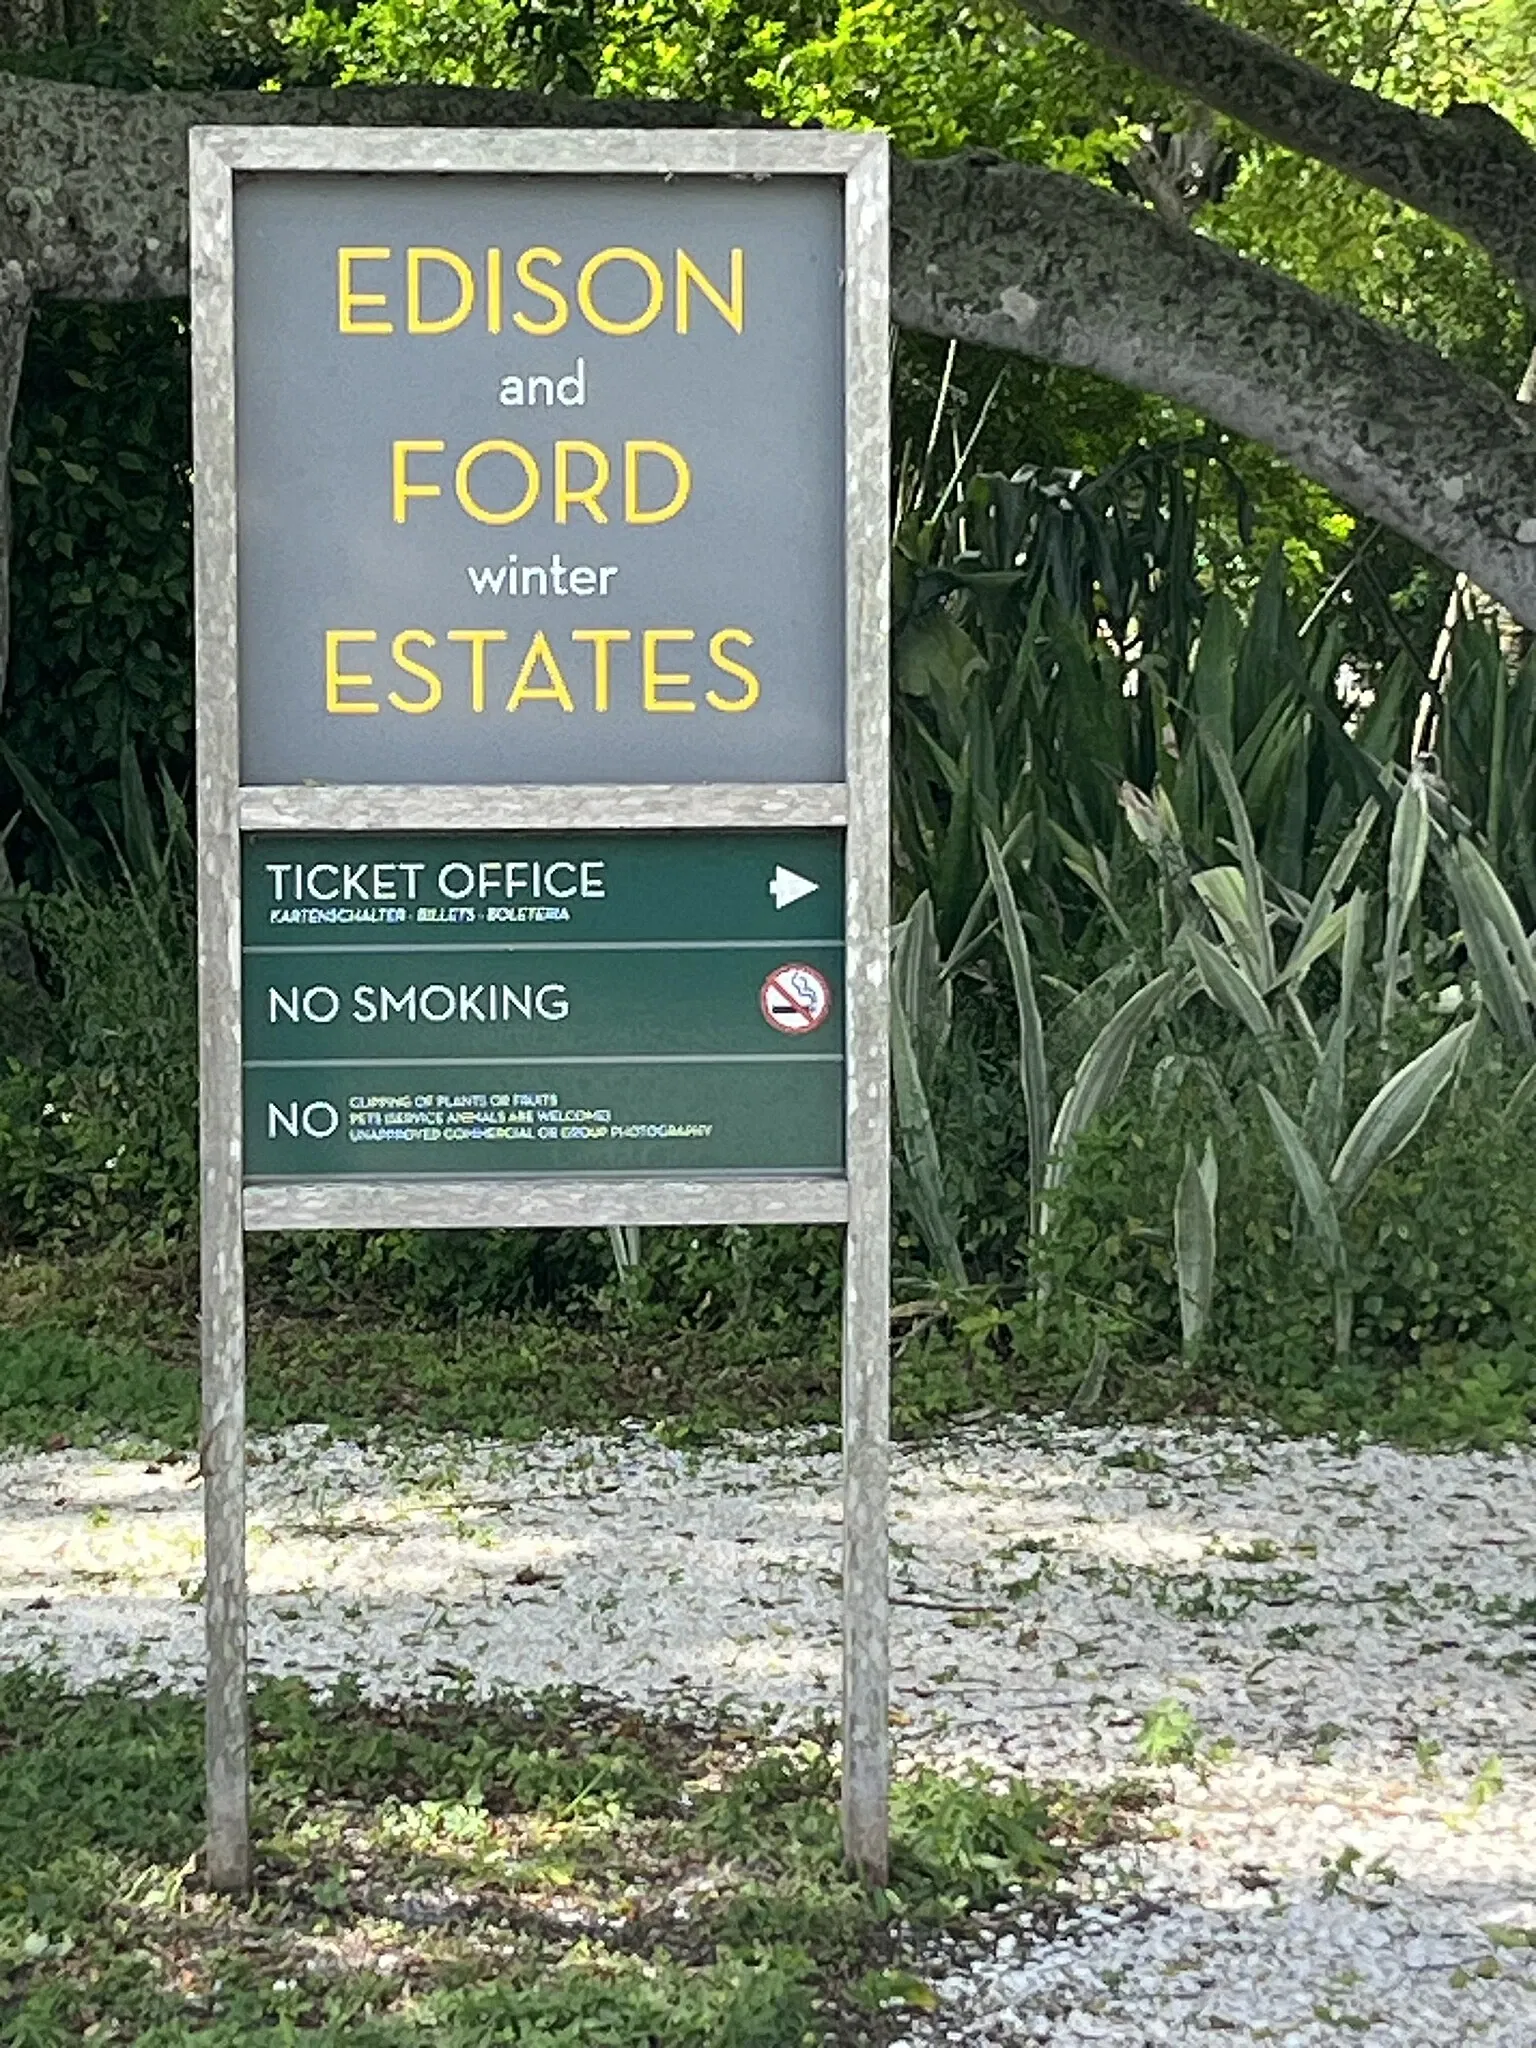 EDISON
and
FORD
winter
ESTATES
TICKET OFFICE
KARTENSCHALTER · BILLETS · BOLETERIA
NO SMOKING
NO
CLIPPING OF PLANTS OR FRUITS
PETS (SERVICE ANIMALS ARE WELCOME)
UNAPPROVED COMMERCIAL OR GROUP PHOTOGRAPHY